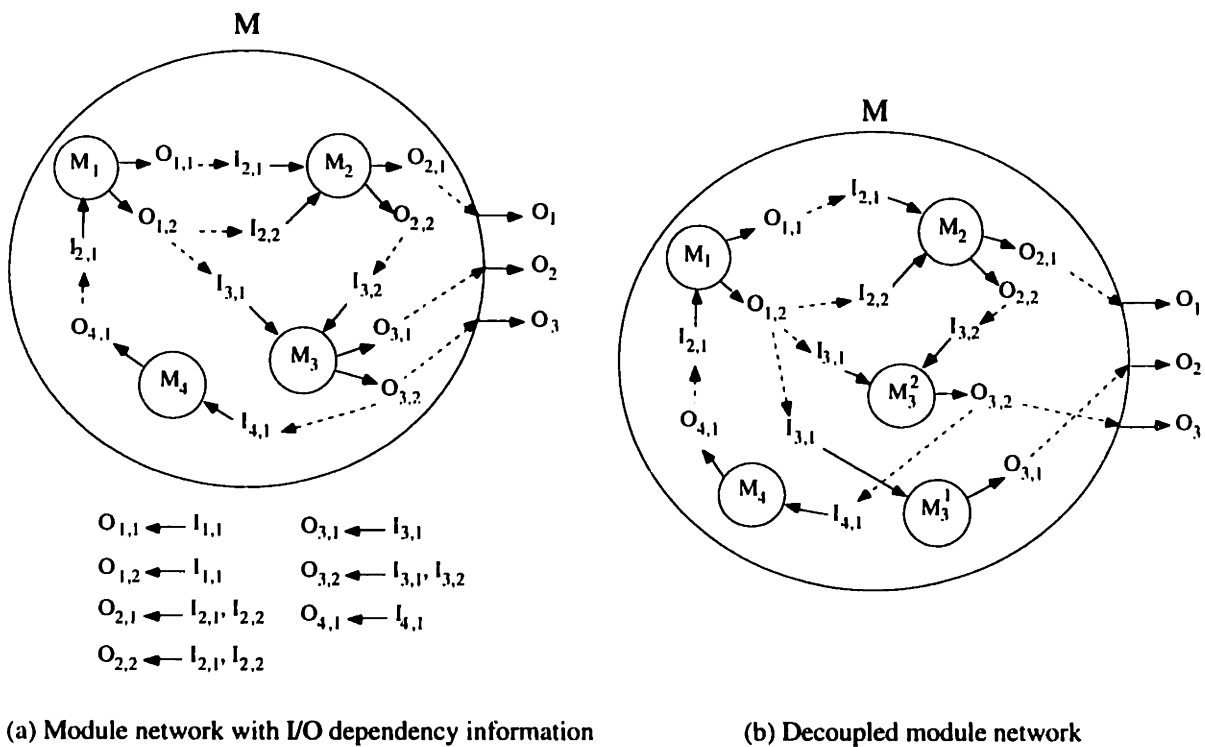 M
M₁
O₁,₁
I₂,₁
M₂
O₂,₁
O₁,₂
I₂,₂
O₂,₂
O₁
I₂,₁
I₃,₁
I₃,₂
O₂
O₄,₁
O₃,₁
O₃
M₃
M₄
O₃,₂
I₄,₁
O₁,₁ ← I₁,₁
O₁,₂ ← I₁,₁
O₂,₁ ← I₂,₁, I₂,₂
O₂,₂ ← I₂,₁, I₂,₂
O₃,₁ ← I₃,₁
O₃,₂ ← I₃,₁, I₃,₂
O₄,₁ ← I₄,₁
(a) Module network with I/O dependency information
M
I₂,₁
O₁,₁
M₂
M₁
O₂,₁
O₁,₂
I₂,₂
O₂,₂
O₁
I₂,₁
I₃,₁
I₃,₂
O₂
M₃²
O₃,₂
O₄,₁
I₃,₁
O₃
O₃,₁
M₄
I₄,₁
M₃¹
(b) Decoupled module network